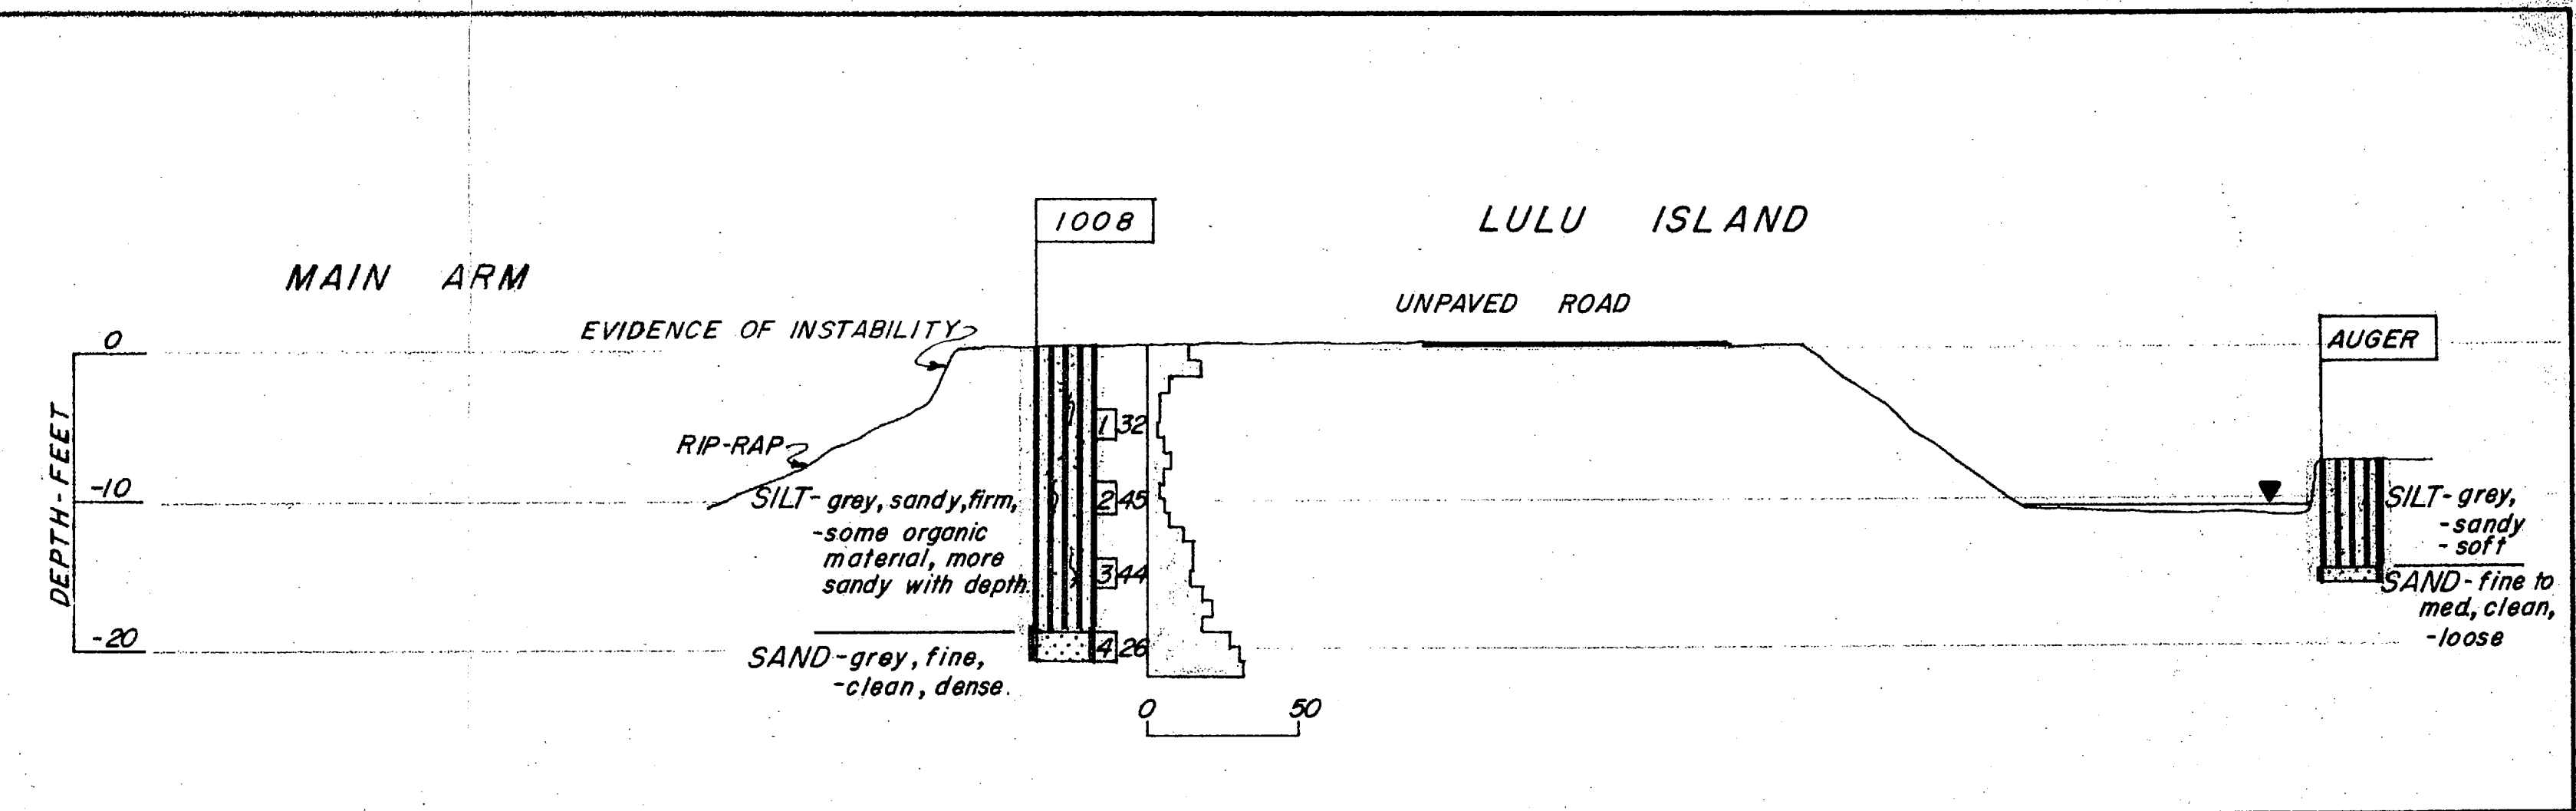 1008
LULU ISLAND
MAIN ARM
UNPAVED ROAD
EVIDENCE OF INSTABILITY
AUGER
0
RIP-RAP
1 32
DEPTH-FEET
-10
SILT- grey, sandy, firm,
-some organic
material, more
sandy with depth.
2 45
3 44
SILT- grey,
-sandy
- soft
SAND- fine to
med, clean,
-loose
-20
SAND-grey, fine,
-clean, dense.
4 26
0 50